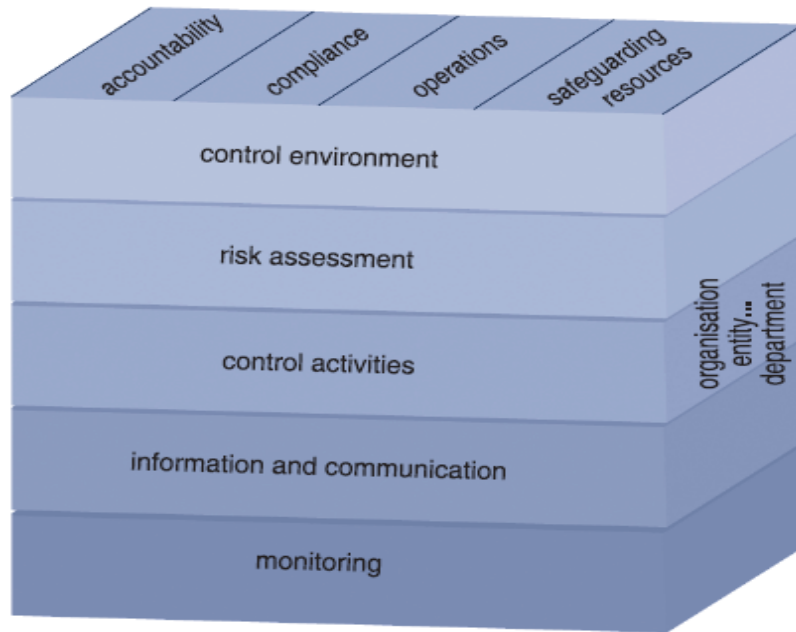 accountability
compliance
operations
safeguarding
resources
control environment
risk assessment
control activities
information and communication
monitoring
organisation
entity...
department